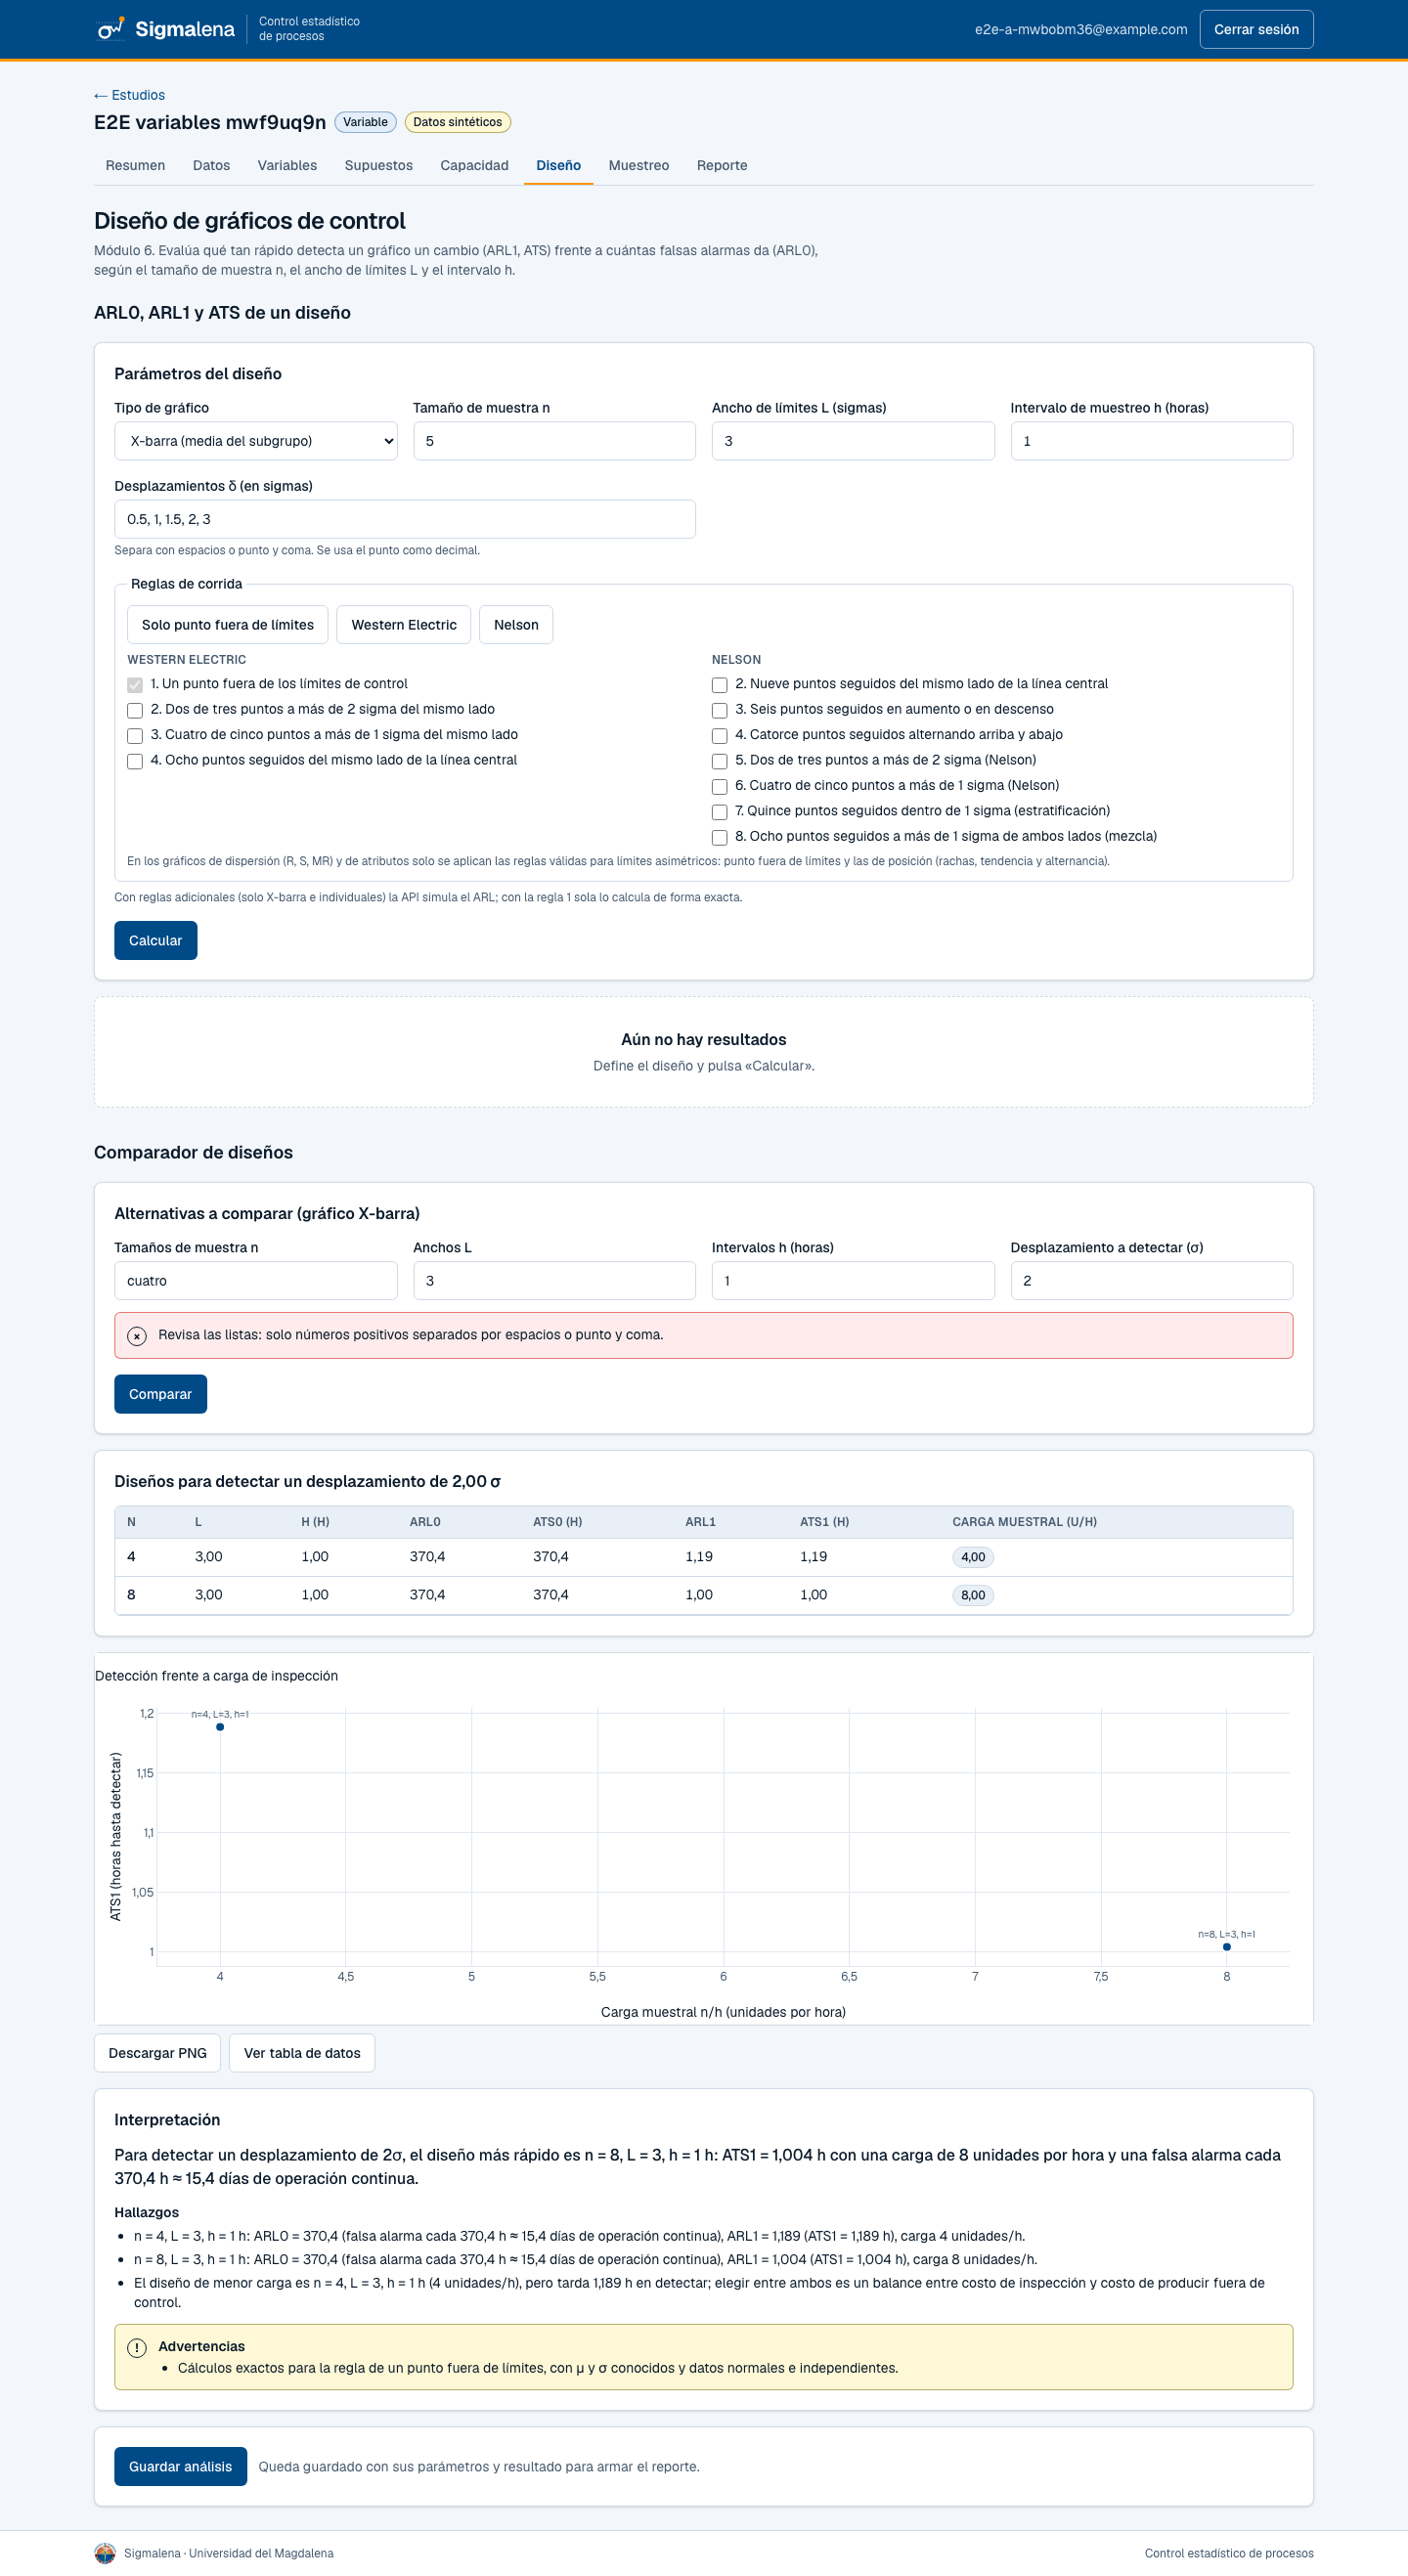 Sigmalena
Control estadístico
de procesos
e2e-a-mwbobm36@example.com
Cerrar sesión
← Estudios
E2E variables mwf9uq9n
Variable
Datos sintéticos
Resumen
Datos
Variables
Supuestos
Capacidad
Diseño
Muestreo
Reporte
Diseño de gráficos de control
Módulo 6. Evalúa qué tan rápido detecta un gráfico un cambio (ARL1, ATS) frente a cuántas falsas alarmas da (ARL0),
según el tamaño de muestra n, el ancho de límites L y el intervalo h.
ARL0, ARL1 y ATS de un diseño
Parámetros del diseño
Tipo de gráfico
Tamaño de muestra n
Ancho de límites L (sigmas)
Intervalo de muestreo h (horas)
X-barra (media del subgrupo)
5
3
1
Desplazamientos δ (en sigmas)
0.5, 1, 1.5, 2, 3
Separa con espacios o punto y coma. Se usa el punto como decimal.
Reglas de corrida
Solo punto fuera de límites
Western Electric
Nelson
WESTERN ELECTRIC
1. Un punto fuera de los límites de control
2. Dos de tres puntos a más de 2 sigma del mismo lado
3. Cuatro de cinco puntos a más de 1 sigma del mismo lado
4. Ocho puntos seguidos del mismo lado de la línea central
NELSON
2. Nueve puntos seguidos del mismo lado de la línea central
3. Seis puntos seguidos en aumento o en descenso
4. Catorce puntos seguidos alternando arriba y abajo
5. Dos de tres puntos a más de 2 sigma (Nelson)
6. Cuatro de cinco puntos a más de 1 sigma (Nelson)
7. Quince puntos seguidos dentro de 1 sigma (estratificación)
8. Ocho puntos seguidos a más de 1 sigma de ambos lados (mezcla)
En los gráficos de dispersión (R, S, MR) y de atributos solo se aplican las reglas válidas para límites asimétricos: punto fuera de límites y las de posición (rachas, tendencia y alternancia).
Con reglas adicionales (solo X-barra e individuales) la API simula el ARL; con la regla 1 sola lo calcula de forma exacta.
Calcular
Aún no hay resultados
Define el diseño y pulsa «Calcular».
Comparador de diseños
Alternativas a comparar (gráfico X-barra)
Tamaños de muestra n
Anchos L
Intervalos h (horas)
Desplazamiento a detectar (σ)
cuatro
3
1
2
Revisa las listas: solo números positivos separados por espacios o punto y coma.
Comparar
Diseños para detectar un desplazamiento de 2,00 σ
N L H (H) ARL0 ATS0 (H) ARL1 ATS1 (H) CARGA MUESTRAL (U/H)
4 3,00 1,00 370,4 370,4 1,19 1,19 4,00
8 3,00 1,00 370,4 370,4 1,00 1,00 8,00
Detección frente a carga de inspección
ATS1 (horas hasta detectar)
1,2
1,15
1,1
1,05
1
n=4, L=3, h=1
n=8, L=3, h=1
4 4,5 5 5,5 6 6,5 7 7,5 8
Carga muestral n/h (unidades por hora)
Descargar PNG
Ver tabla de datos
Interpretación
Para detectar un desplazamiento de 2σ, el diseño más rápido es n = 8, L = 3, h = 1 h: ATS1 = 1,004 h con una carga de 8 unidades por hora y una falsa alarma cada
370,4 h ≈ 15,4 días de operación continua.
Hallazgos
• n = 4, L = 3, h = 1 h: ARL0 = 370,4 (falsa alarma cada 370,4 h ≈ 15,4 días de operación continua), ARL1 = 1,189 (ATS1 = 1,189 h), carga 4 unidades/h.
• n = 8, L = 3, h = 1 h: ARL0 = 370,4 (falsa alarma cada 370,4 h ≈ 15,4 días de operación continua), ARL1 = 1,004 (ATS1 = 1,004 h), carga 8 unidades/h.
• El diseño de menor carga es n = 4, L = 3, h = 1 h (4 unidades/h), pero tarda 1,189 h en detectar; elegir entre ambos es un balance entre costo de inspección y costo de producir fuera de
control.
Advertencias
• Cálculos exactos para la regla de un punto fuera de límites, con μ y σ conocidos y datos normales e independientes.
Guardar análisis
Queda guardado con sus parámetros y resultado para armar el reporte.
Sigmalena · Universidad del Magdalena
Control estadístico de procesos